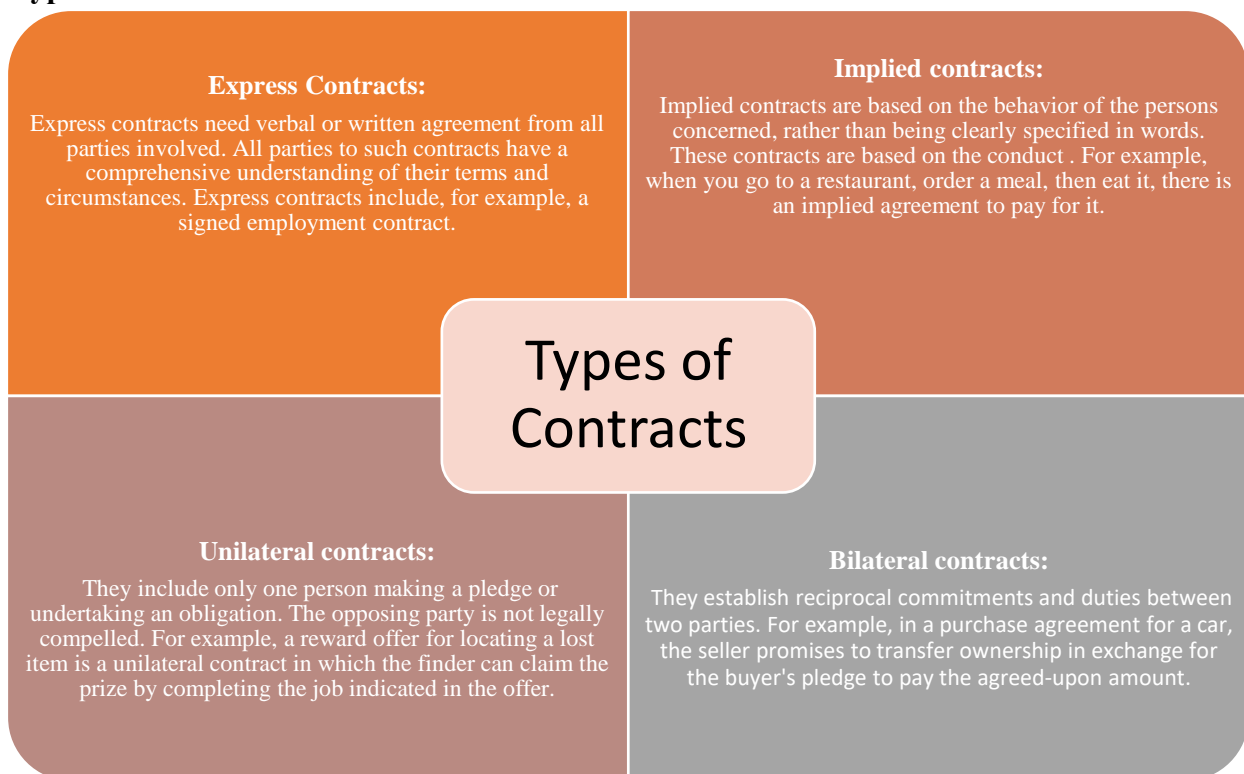 Express Contracts:
Express contracts need verbal or written agreement from all
parties involved. All parties to such contracts have a
comprehensive understanding of their terms and
circumstances. Express contracts include, for example, a
signed employment contract.
Implied contracts:
Implied contracts are based on the behavior of the persons
concerned, rather than being clearly specified in words.
These contracts are based on the conduct . For example,
when you go to a restaurant, order a meal, then eat it, there is
an implied agreement to pay for it.
Types of
Contracts
Unilateral contracts:
They include only one person making a pledge or
undertaking an obligation. The opposing party is not legally
compelled. For example, a reward offer for locating a lost
item is a unilateral contract in which the finder can claim the
prize by completing the job indicated in the offer.
Bilateral contracts:
They establish reciprocal commitments and duties between
two parties. For example, in a purchase agreement for a car,
the seller promises to transfer ownership in exchange for
the buyer's pledge to pay the agreed-upon amount.